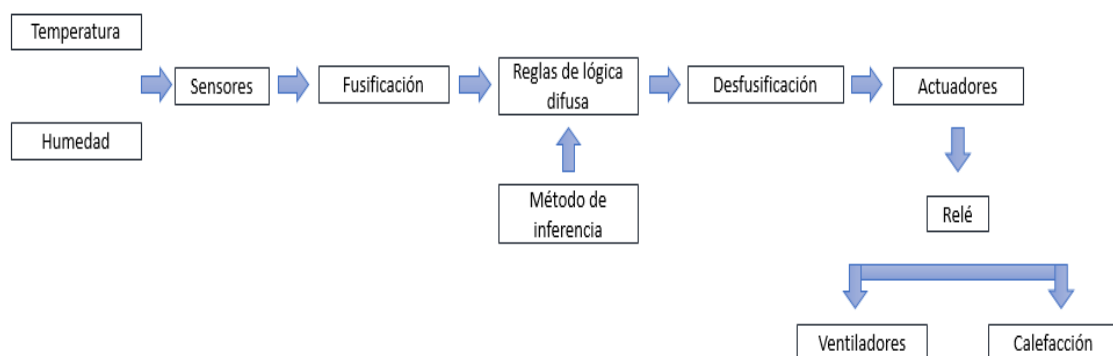 Temperatura
Humedad
Sensores
Fusificación
Reglas de lógica
difusa
Método de
inferencia
Desfusificación
Actuadores
Relé
Ventiladores
Calefacción